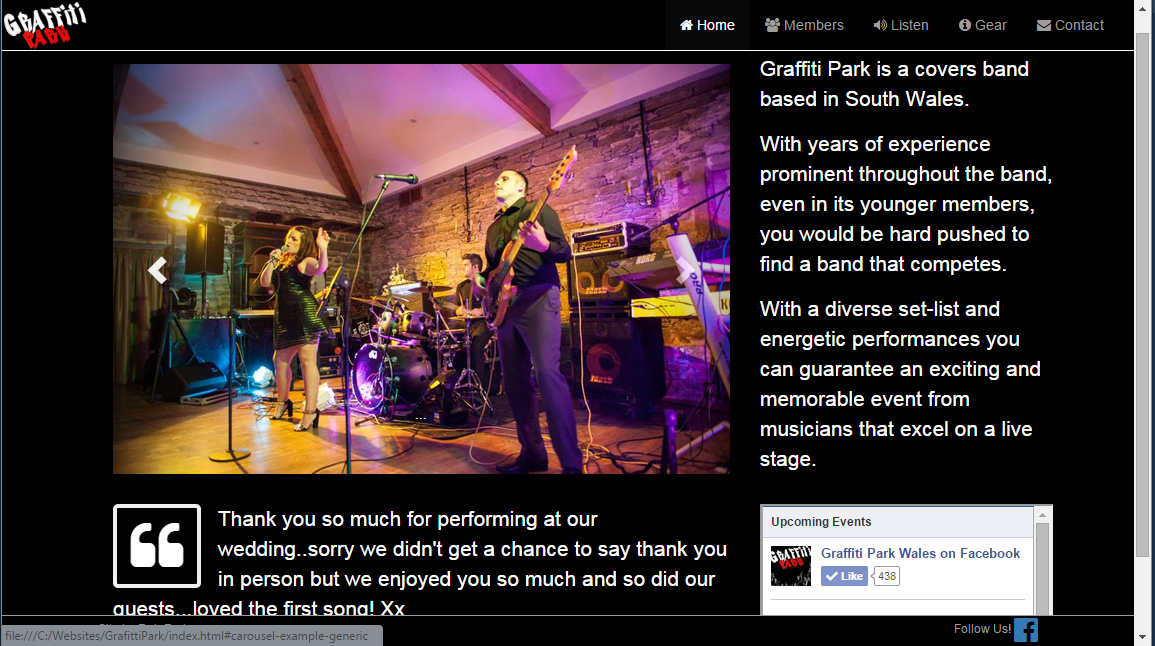 GRAFFiTi
PARK
Home
Members
Listen
Gear
Contact
Graffiti Park is a covers band
based in South Wales.
With years of experience
prominent throughout the band,
even in its younger members,
you would be hard pushed to
find a band that competes.
With a diverse set-list and
energetic performances you
can guarantee an exciting and
memorable event from
musicians that excel on a live
stage.
KORG
...
Thank you so much for performing at our
wedding..sorry we didn't get a chance to say thank you
in person but we enjoyed you so much and so did our
guests...loved the first song! Xx
Upcoming Events
Graffiti Park Wales on Facebook
Like
438
Follow Us!
file:///C:/Websites/GrafittiPark/index.html#carousel-example-generic